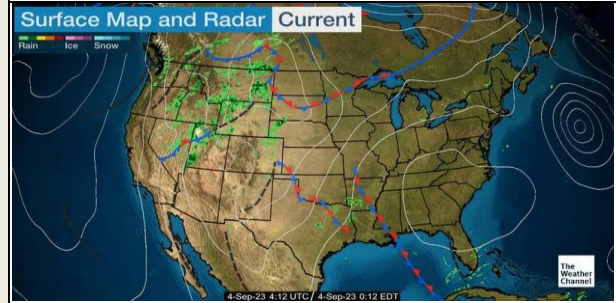 Surface Map and Radar Current
Rain Ice Snow
The
Weather
Channel
4-Sep-23 4:12 UTC / 4-Sep-23 0:12 EDT